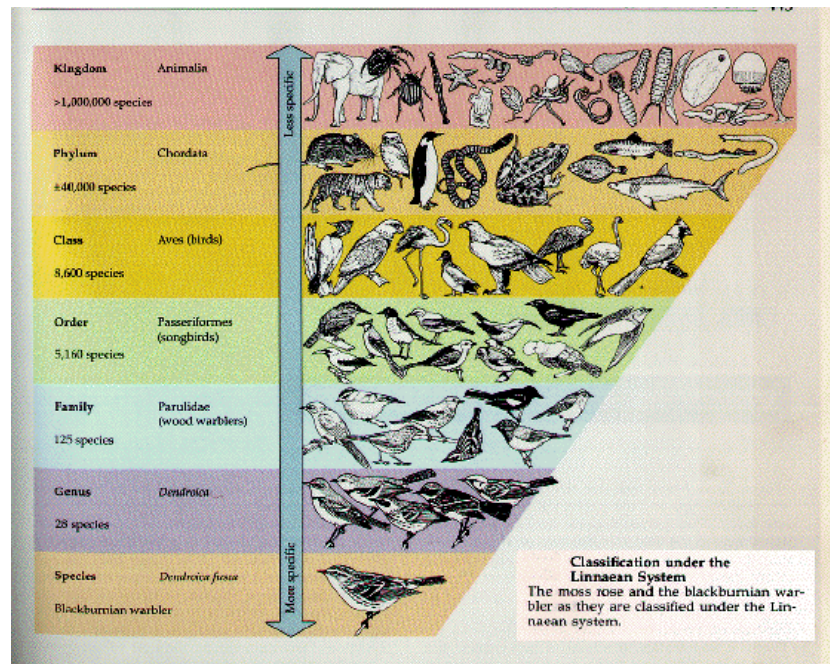 Kingdom Animalia
>1,000,000 species
Less specific
Phylum Chordata
±40,000 species
Class Aves (birds)
8,600 species
Order Passeriformes
(songbirds)
5,160 species
Family Parulidae
(wood warblers)
125 species
Genus Dendroica
28 species
More specific
Species Dendroica fusca
Blackburnian warbler
Classification under the
Linnaean System
The moss rose and the blackburnian war-
bler as they are classified under the Lin-
naean system.